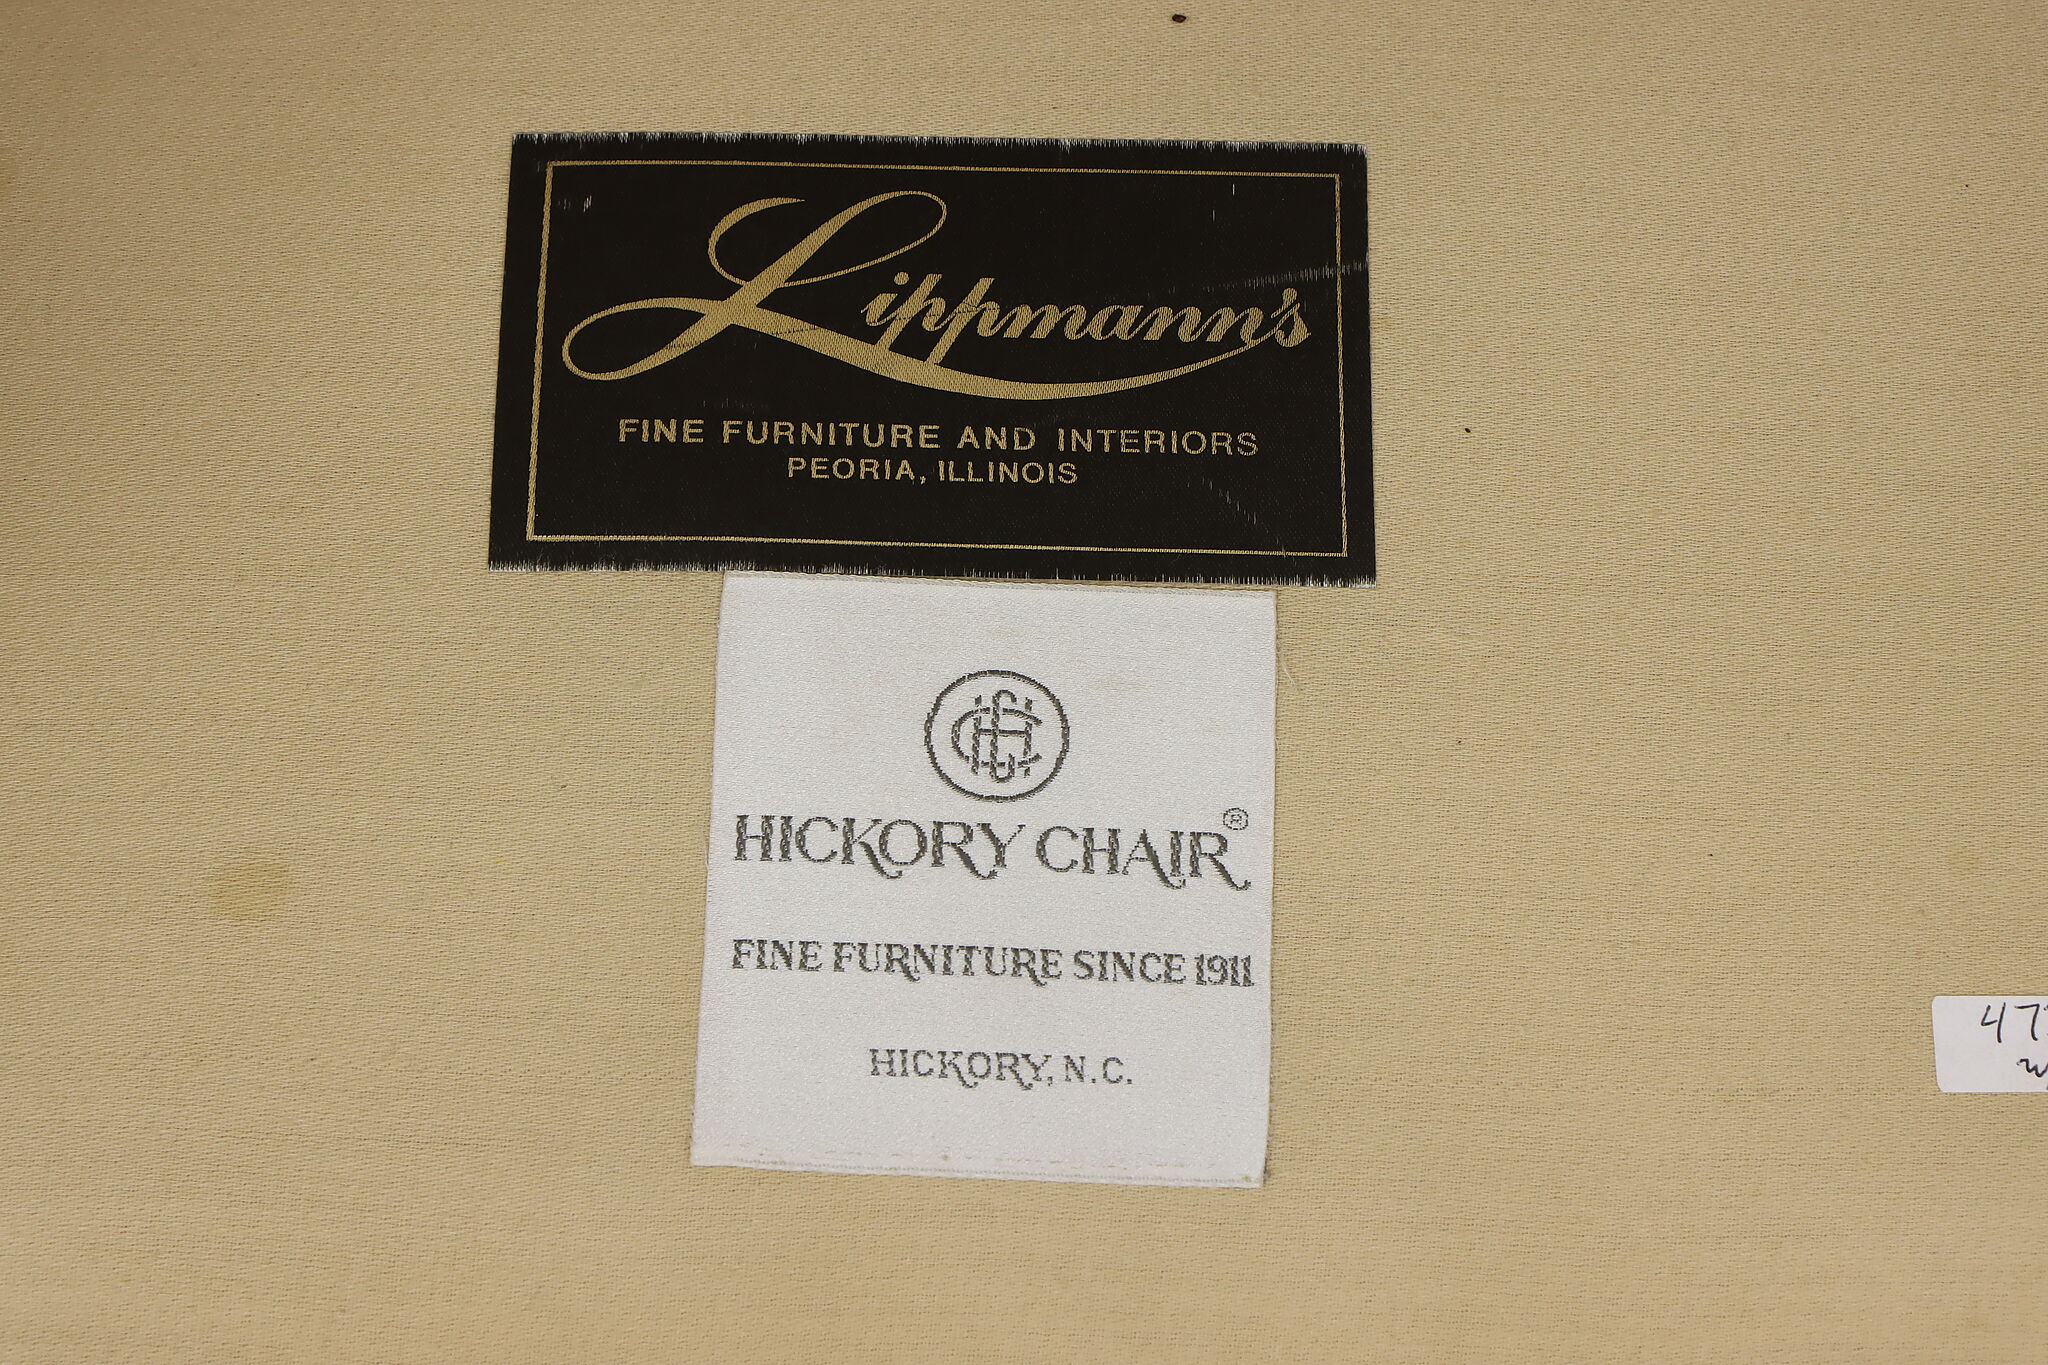 Lippmann's
FINE FURNITURE AND INTERIORS
PEORIA, ILLINOIS
HICKORY CHAIR®
FINE FURNITURE SINCE 1911
HICKORY, N.C.